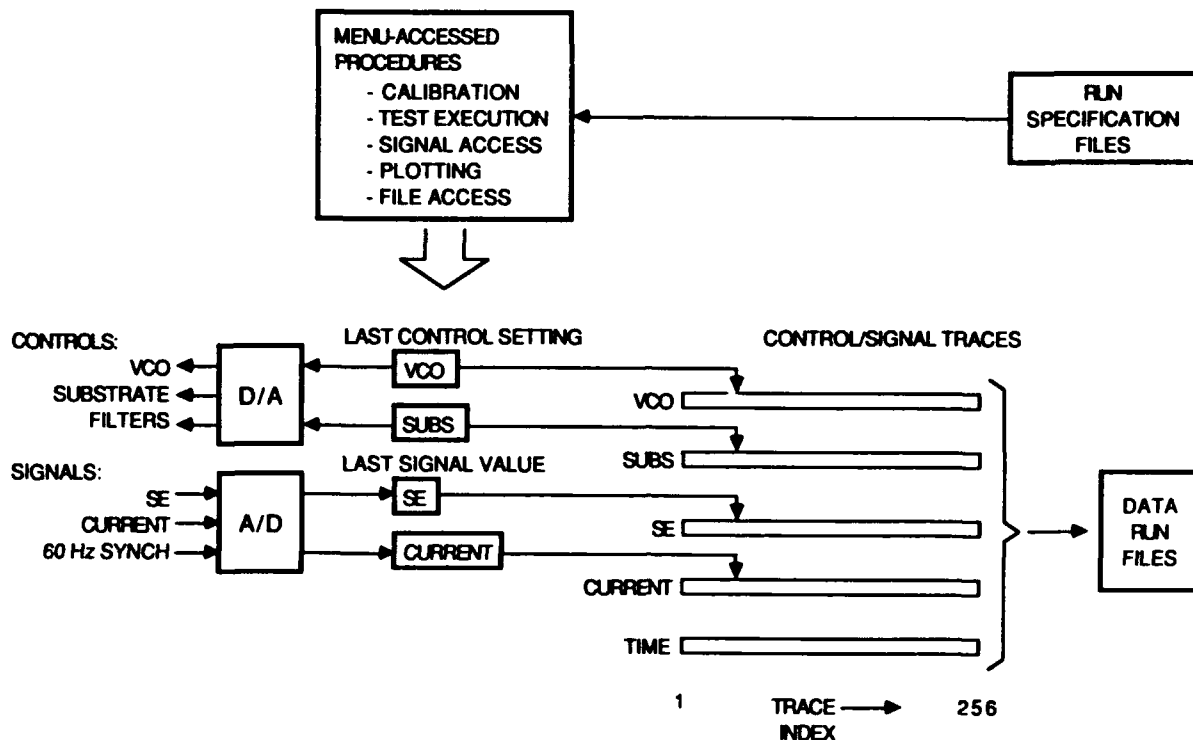 MENU-ACCESSED
PROCEDURES
- CALIBRATION
- TEST EXECUTION
- SIGNAL ACCESS
- PLOTTING
- FILE ACCESS
RUN
SPECIFICATION
FILES
CONTROLS:
VCO
SUBSTRATE
FILTERS
D/A
LAST CONTROL SETTING
VCO
SUBS
SIGNALS:
SE
CURRENT
60 Hz SYNCH
A/D
LAST SIGNAL VALUE
SE
CURRENT
CONTROL/SIGNAL TRACES
VCO
SUBS
SE
CURRENT
TIME
1
TRACE
INDEX
256
DATA
RUN
FILES